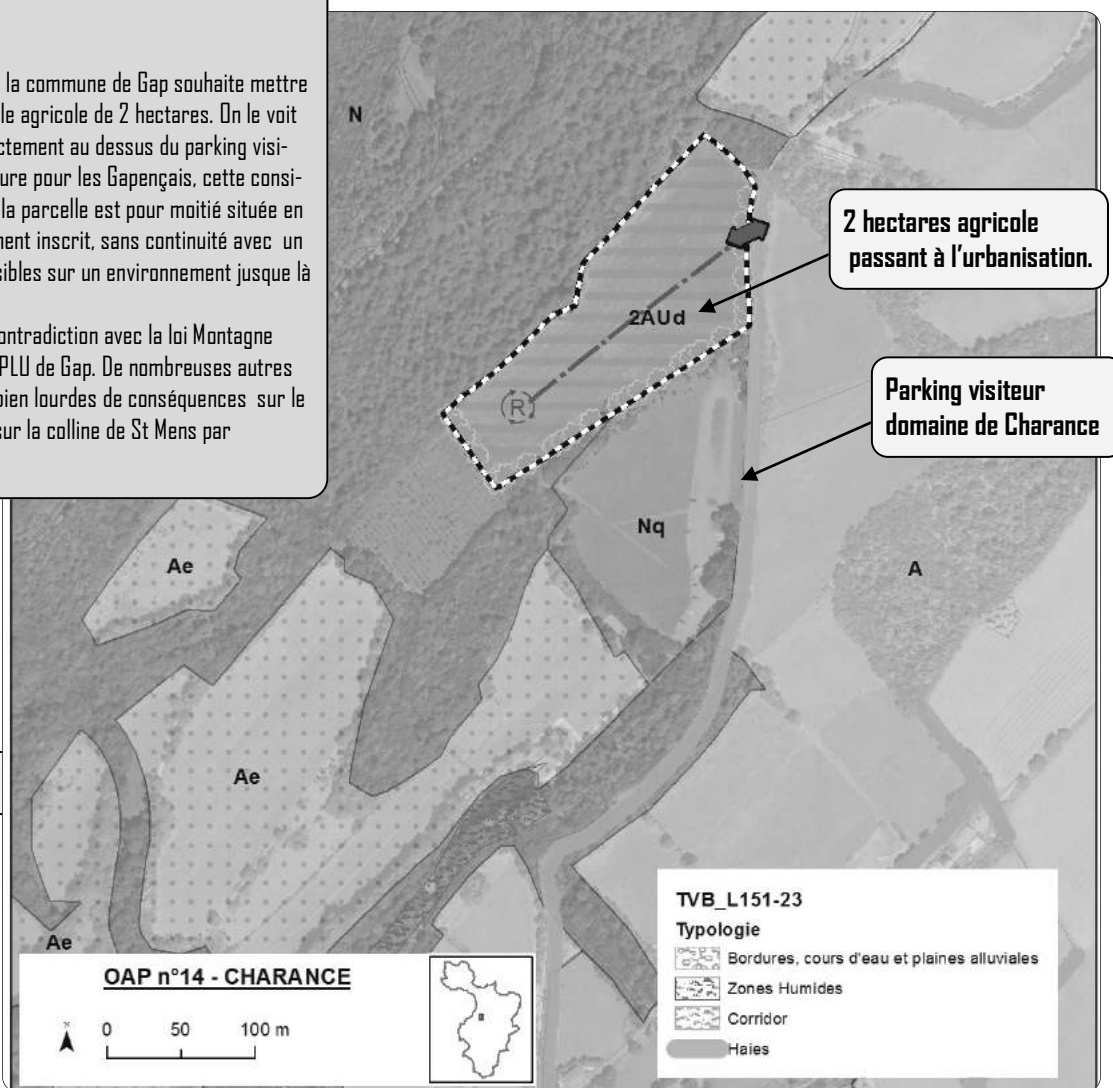 la commune de Gap souhaite mettre
le agricole de 2 hectares. On le voit
ctement au dessus du parking visi-
ure pour les Gapençais, cette consi-
la parcelle est pour moitié située en
ment inscrit, sans continuité avec un
sibles sur un environnement jusque là
ontradiction avec la loi Montagne
PLU de Gap. De nombreuses autres
bien lourdes de conséquences sur le
sur la colline de St Mens par
N
2 hectares agricole
passant à l'urbanisation.
2AUd
R
Parking visiteur
domaine de Charance
Nq
A
Ae
Ae
Ae
OAP n°14 - CHARANCE
0 50 100 m
TVB_L151-23
Typologie
Bordures, cours d'eau et plaines alluviales
Zones Humides
Corridor
Haies